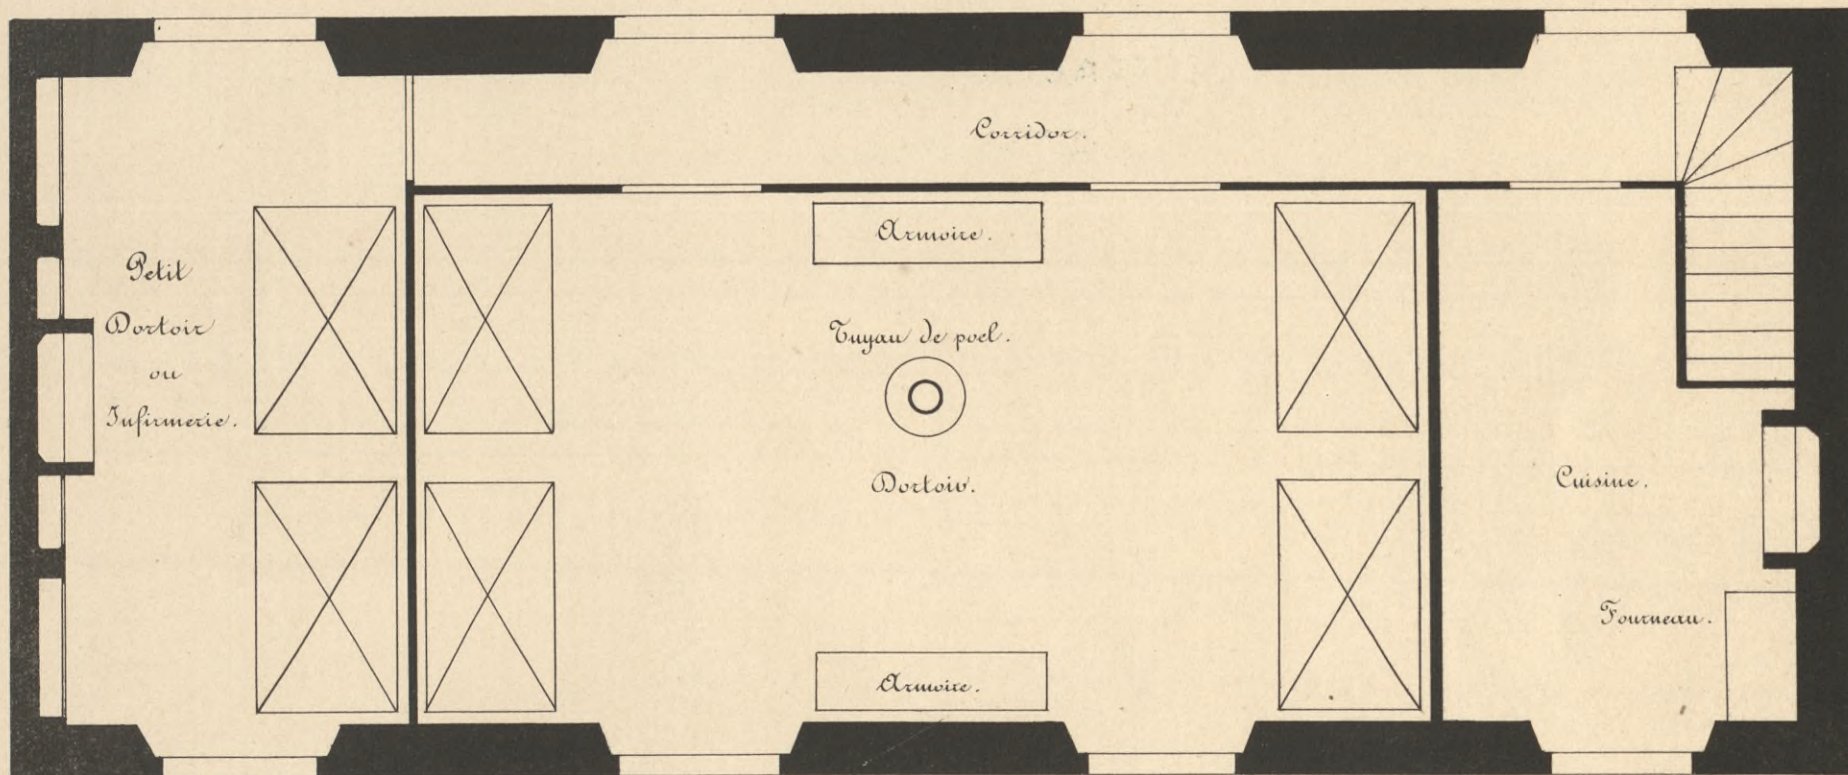 Corridor.
Armoire.
Petit
Dortoir
ou
Infirmerie.
Tuyau de poel.
Dortoir.
Cuisine.
Fourneau.
Armoire.